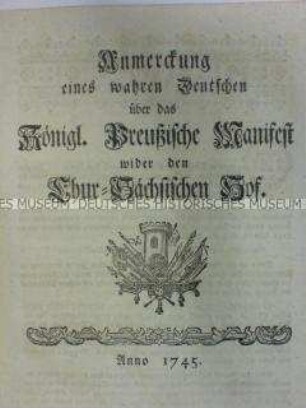 Anmerckung
eines wahren Deutschen
über das
Königl. Preußische Manifest
wider den
Chur-Sächsischen Hof.
MUSEUM DEUTSCHES HISTORISCHES MUSEUM
Anno 1745.